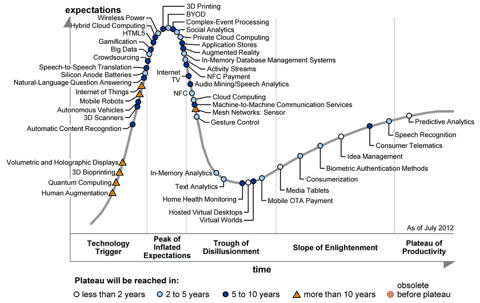 expectations
3D Printing
BYOD
Wireless Power
Complex-Event Processing
Hybrid Cloud Computing
Social Analytics
HTML5
Private Cloud Computing
Gamification
Application Stores
Big Data
Augmented Reality
Crowdsourcing
In-Memory Database Management Systems
Speech-to-Speech Translation
Activity Streams
Silicon Anode Batteries
Internet TV
NFC Payment
Natural-Language Question Answering
Audio Mining/Speech Analytics
Internet of Things
NFC
Cloud Computing
Mobile Robots
Machine-to-Machine Communication Services
Autonomous Vehicles
Mesh Networks: Sensor
3D Scanners
Gesture Control
Predictive Analytics
Automatic Content Recognition
Speech Recognition
Consumer Telematics
Idea Management
Volumetric and Holographic Displays
Biometric Authentication Methods
3D Bioprinting
In-Memory Analytics
Consumerization
Quantum Computing
Text Analytics
Media Tablets
Human Augmentation
Home Health Monitoring
Mobile OTA Payment
Hosted Virtual Desktops
Virtual Worlds
As of July 2012
Technology
Trigger
Peak of
Inflated
Expectations
Trough of
Disillusionment
Slope of Enlightenment
Plateau of
Productivity
time
Plateau will be reached in:
less than 2 years
2 to 5 years
5 to 10 years
more than 10 years
obsolete
before plateau